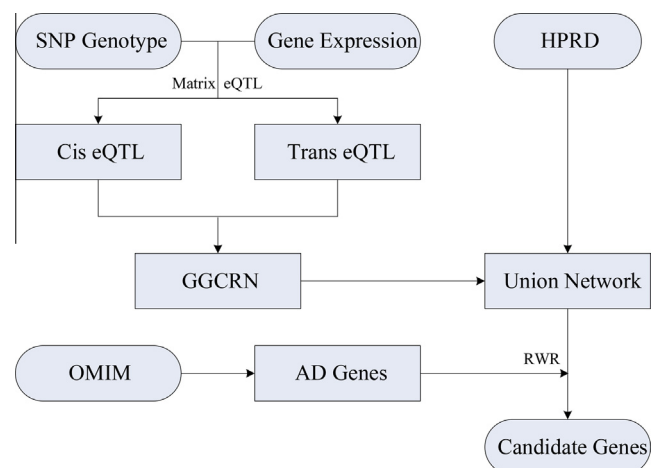 SNP Genotype
Gene Expression
HPRD
Matrix eQTL
Cis eQTL
Trans eQTL
GGCRN
Union Network
OMIM
AD Genes
RWR
Candidate Genes